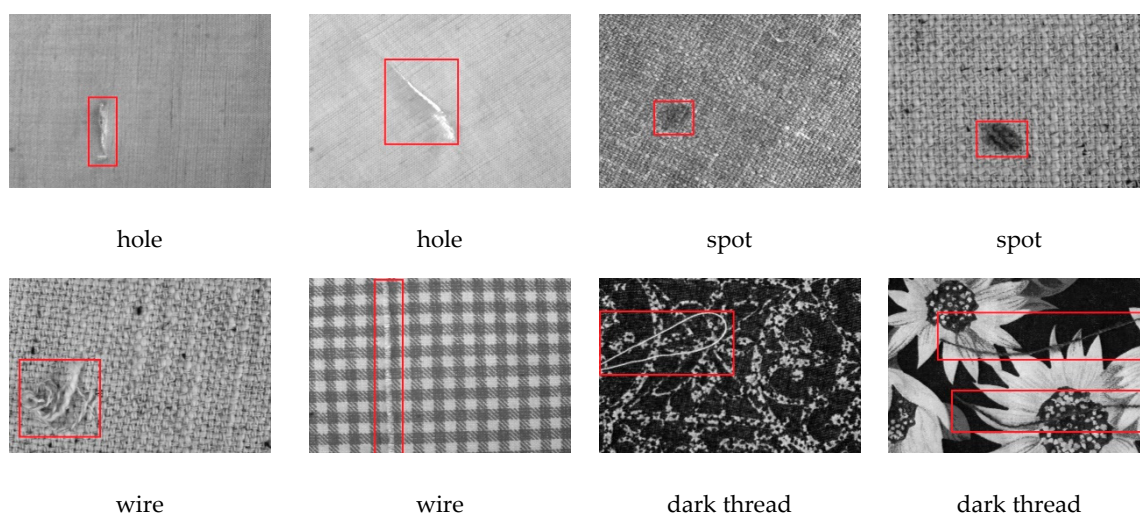 hole
hole
spot
spot
wire
wire
dark thread
dark thread